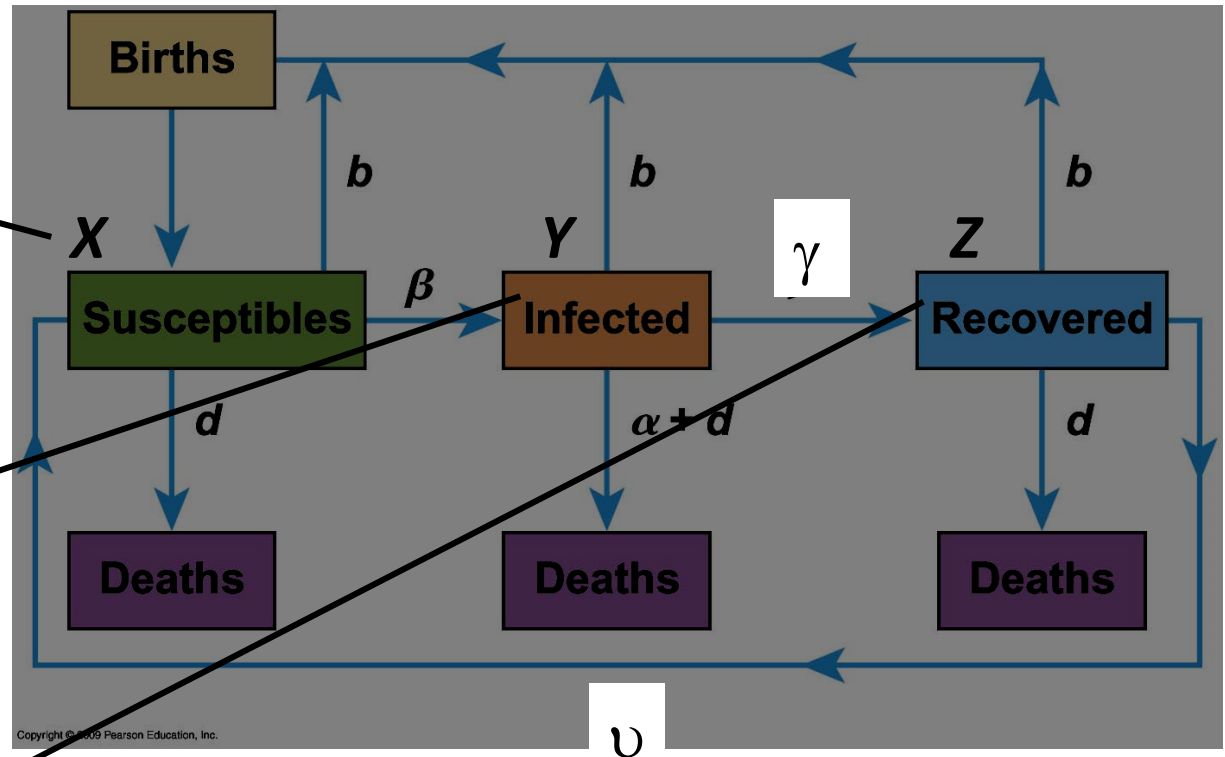 Births
b
b
b
X
Y
γ
Z
β
Susceptibles
Infected
Recovered
d
α + d
d
Deaths
Deaths
Deaths
Copyright © 2009 Pearson Education, Inc.
υ